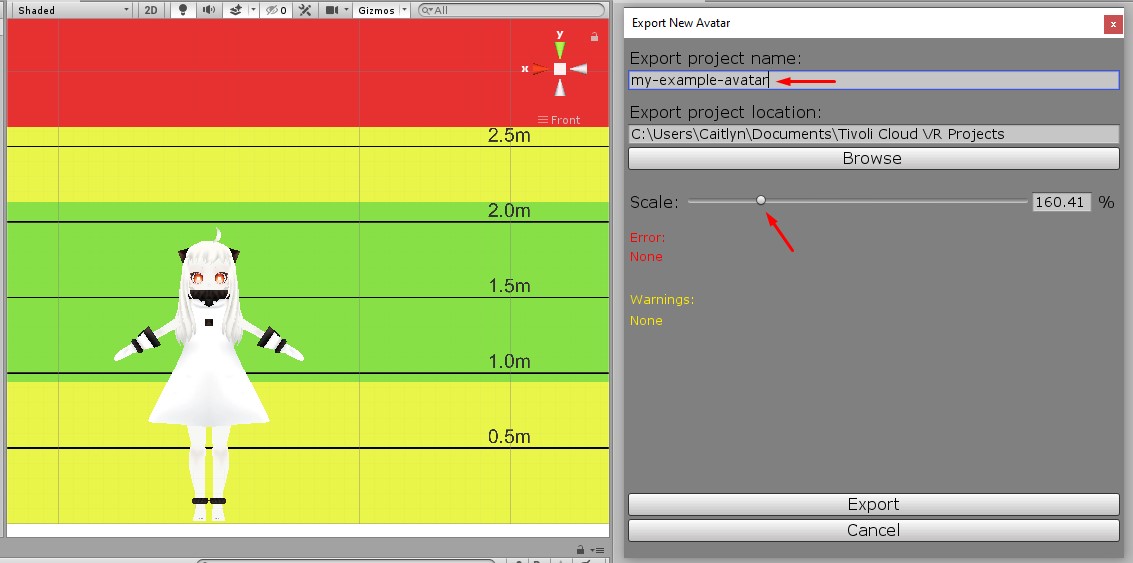 Shaded 2D 0 Gizmos All
y
x
Front
2.5m
2.0m
1.5m
1.0m
0.5m
Export New Avatar
x
Export project name:
my-example-avatar
Export project location:
C:\Users\Caitlyn\Documents\Tivoli Cloud VR Projects
Browse
Scale: 160.41 %
Error:
None
Warnings:
None
Export
Cancel